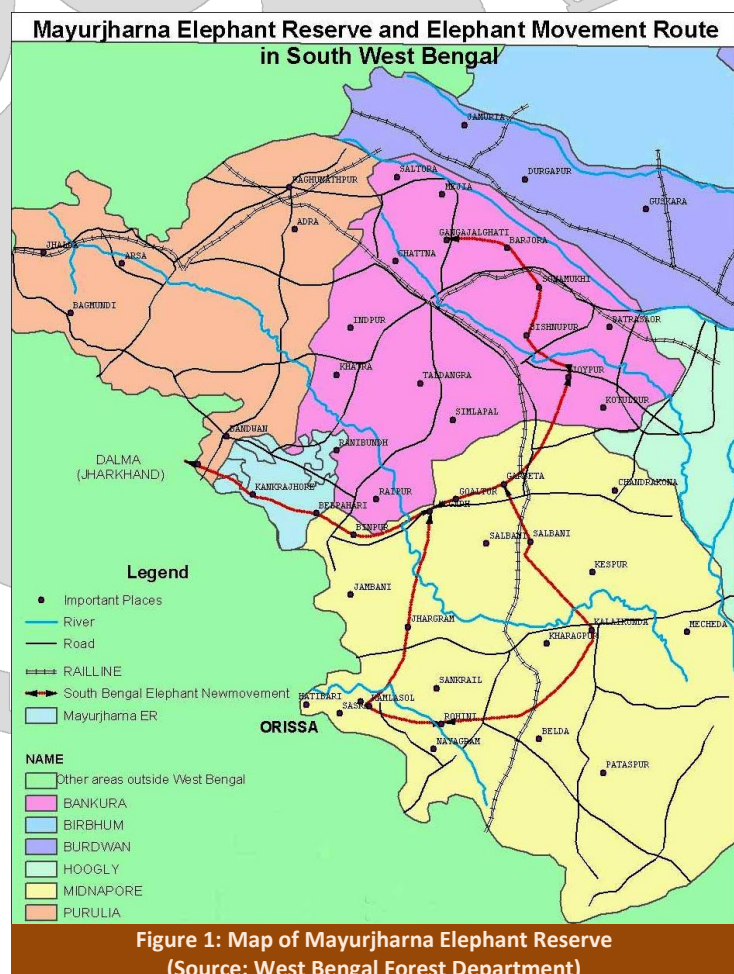 Mayurjharna Elephant Reserve and Elephant Movement Route
in South West Bengal
JAMURIA
SALTORA
DURGAPUR
RAGHUNATHPUR
MEJIA
GUSKARA
ADRA
GANGAJALGHATI
BARJORA
JHALDA
ARSA
CHATTNA
SONAMUKHI
BAGMUNDI
INDPUR
BISHNUPUR
PATRASAOR
KHATRA
TALDANGRA
JOYPUR
KOTULPUR
SIMLAPAL
BANDWAN
RANIBUNDH
DALMA
(JHARKHAND)
KANKRAJHORE
RAIPUR
GOALTOR
GARBETA
CHANDRAKONA
BELPAHARI
BINPUR
SALBANI
SALBANI
KESPUR
JAMBANI
JHARGRAM
KALAIKUNDA
MECHEDA
KHARAGPUR
SANKRAIL
HATIBARI
ORISSA
ROHINI
NAYAGRAM
BELDA
PATASPUR
Legend
Important Places
River
Road
RAILLINE
South Bengal Elephant Newmovement
Mayurjharna ER
NAME
Other areas outside West Bengal
BANKURA
BIRBHUM
BURDWAN
HOOGLY
MIDNAPORE
PURULIA
Figure 1: Map of Mayurjharna Elephant Reserve
(Source: West Bengal Forest Department)